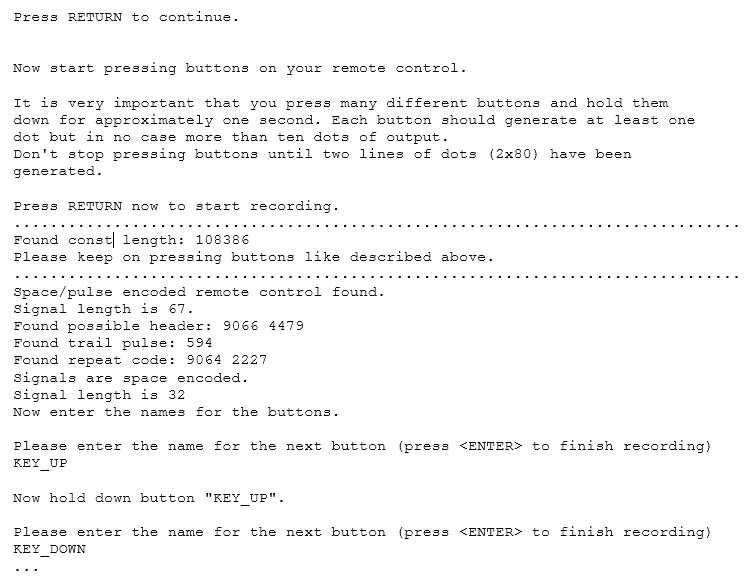 Press RETURN to continue.
Now start pressing buttons on your remote control.
It is very important that you press many different buttons and hold them
down for approximately one second. Each button should generate at least one
dot but in no case more than ten dots of output.
Don't stop pressing buttons until two lines of dots (2x80) have been
generated.
Press RETURN now to start recording.
................................................................................
Found const length: 108386
Please keep on pressing buttons like described above.
................................................................................
Space/pulse encoded remote control found.
Signal length is 67.
Found possible header: 9066 4479
Found trail pulse: 594
Found repeat code: 9064 2227
Signals are space encoded.
Signal length is 32
Now enter the names for the buttons.
Please enter the name for the next button (press <ENTER> to finish recording)
KEY_UP
Now hold down button "KEY_UP".
Please enter the name for the next button (press <ENTER> to finish recording)
KEY_DOWN
...